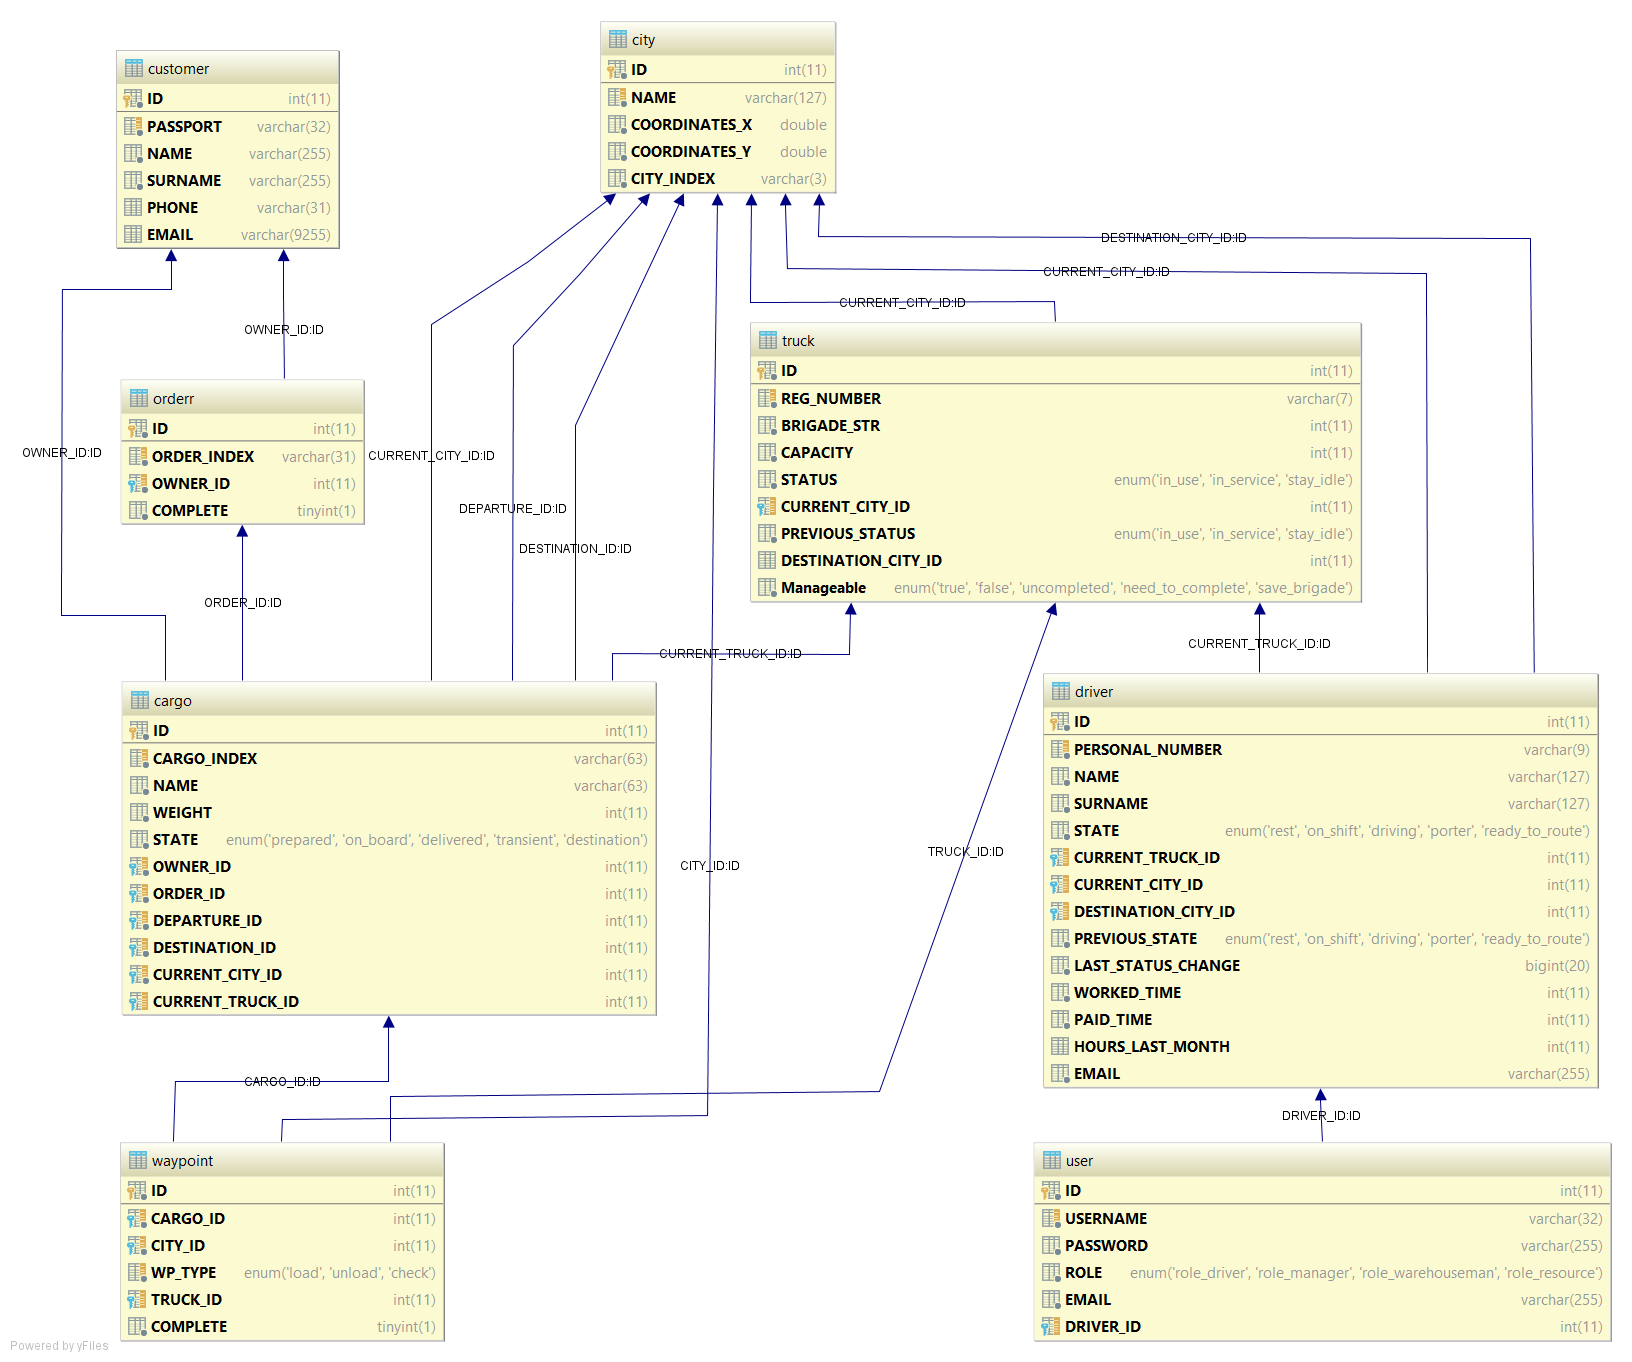 customer
ID int(11)
PASSPORT varchar(32)
NAME varchar(255)
SURNAME varchar(255)
PHONE varchar(31)
EMAIL varchar(9255)
city
ID int(11)
NAME varchar(127)
COORDINATES_X double
COORDINATES_Y double
CITY_INDEX varchar(3)
DESTINATION_CITY_ID:ID
CURRENT_CITY_ID:ID
CURRENT_CITY_ID:ID
OWNER_ID:ID
orderr
ID int(11)
ORDER_INDEX varchar(31)
OWNER_ID int(11)
COMPLETE tinyint(1)
OWNER_ID:ID
CURRENT_CITY_ID:ID
DEPARTURE_ID:ID
DESTINATION_ID:ID
ORDER_ID:ID
truck
ID int(11)
REG_NUMBER varchar(7)
BRIGADE_STR int(11)
CAPACITY int(11)
STATUS enum('in_use', 'in_service', 'stay_idle')
CURRENT_CITY_ID int(11)
PREVIOUS_STATUS enum('in_use', 'in_service', 'stay_idle')
DESTINATION_CITY_ID int(11)
Manageable enum('true', 'false', 'uncompleted', 'need_to_complete', 'save_brigade')
CURRENT_TRUCK_ID:ID
CURRENT_TRUCK_ID:ID
cargo
ID int(11)
CARGO_INDEX varchar(63)
NAME varchar(63)
WEIGHT int(11)
STATE enum('prepared', 'on_board', 'delivered', 'transient', 'destination')
OWNER_ID int(11)
ORDER_ID int(11)
DEPARTURE_ID int(11)
DESTINATION_ID int(11)
CURRENT_CITY_ID int(11)
CURRENT_TRUCK_ID int(11)
CITY_ID:ID
TRUCK_ID:ID
driver
ID int(11)
PERSONAL_NUMBER varchar(9)
NAME varchar(127)
SURNAME varchar(127)
STATE enum('rest', 'on_shift', 'driving', 'porter', 'ready_to_route')
CURRENT_TRUCK_ID int(11)
CURRENT_CITY_ID int(11)
DESTINATION_CITY_ID int(11)
PREVIOUS_STATE enum('rest', 'on_shift', 'driving', 'porter', 'ready_to_route')
LAST_STATUS_CHANGE bigint(20)
WORKED_TIME int(11)
PAID_TIME int(11)
HOURS_LAST_MONTH int(11)
EMAIL varchar(255)
CARGO_ID:ID
DRIVER_ID:ID
waypoint
ID int(11)
CARGO_ID int(11)
CITY_ID int(11)
WP_TYPE enum('load', 'unload', 'check')
TRUCK_ID int(11)
COMPLETE tinyint(1)
user
ID int(11)
USERNAME varchar(32)
PASSWORD varchar(255)
ROLE enum('role_driver', 'role_manager', 'role_warehouseman', 'role_resource')
EMAIL varchar(255)
DRIVER_ID int(11)
Powered by yFiles